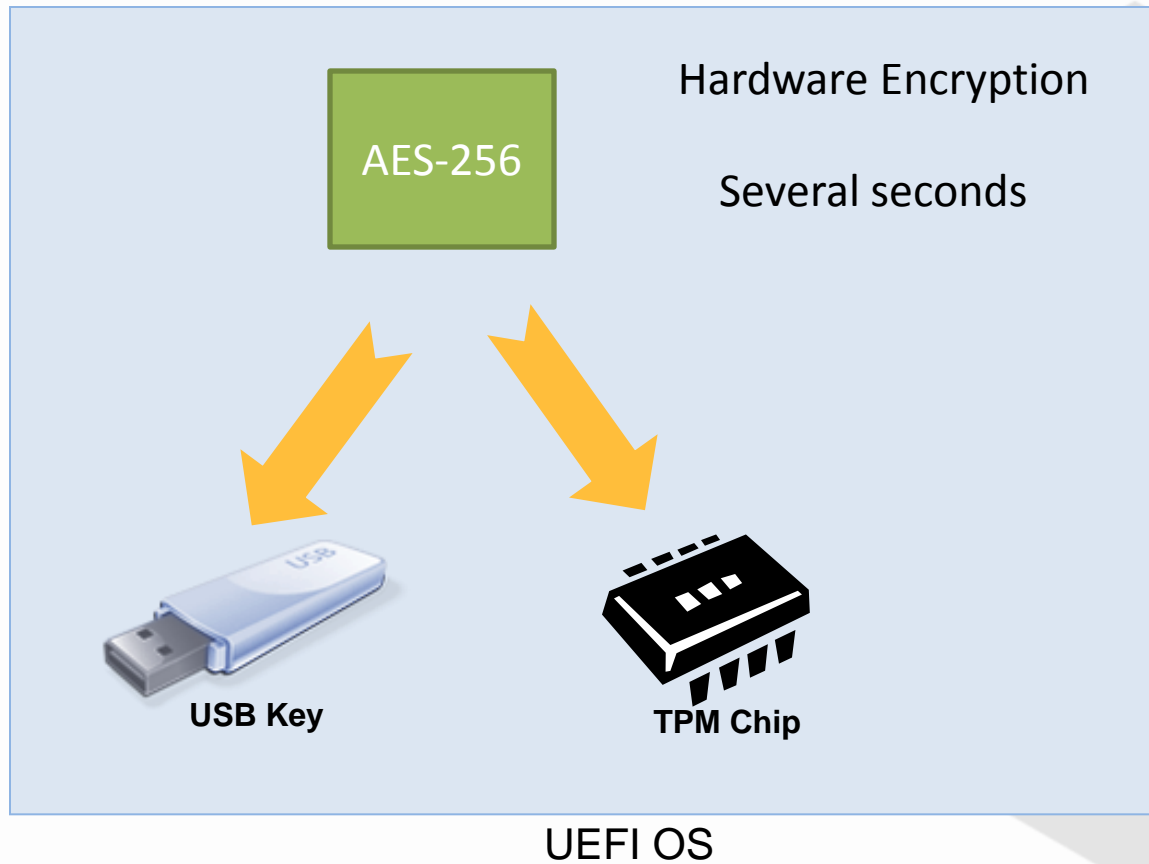 Hardware Encryption
AES-256
Several seconds
USB
USB Key
TPM Chip
UEFI OS